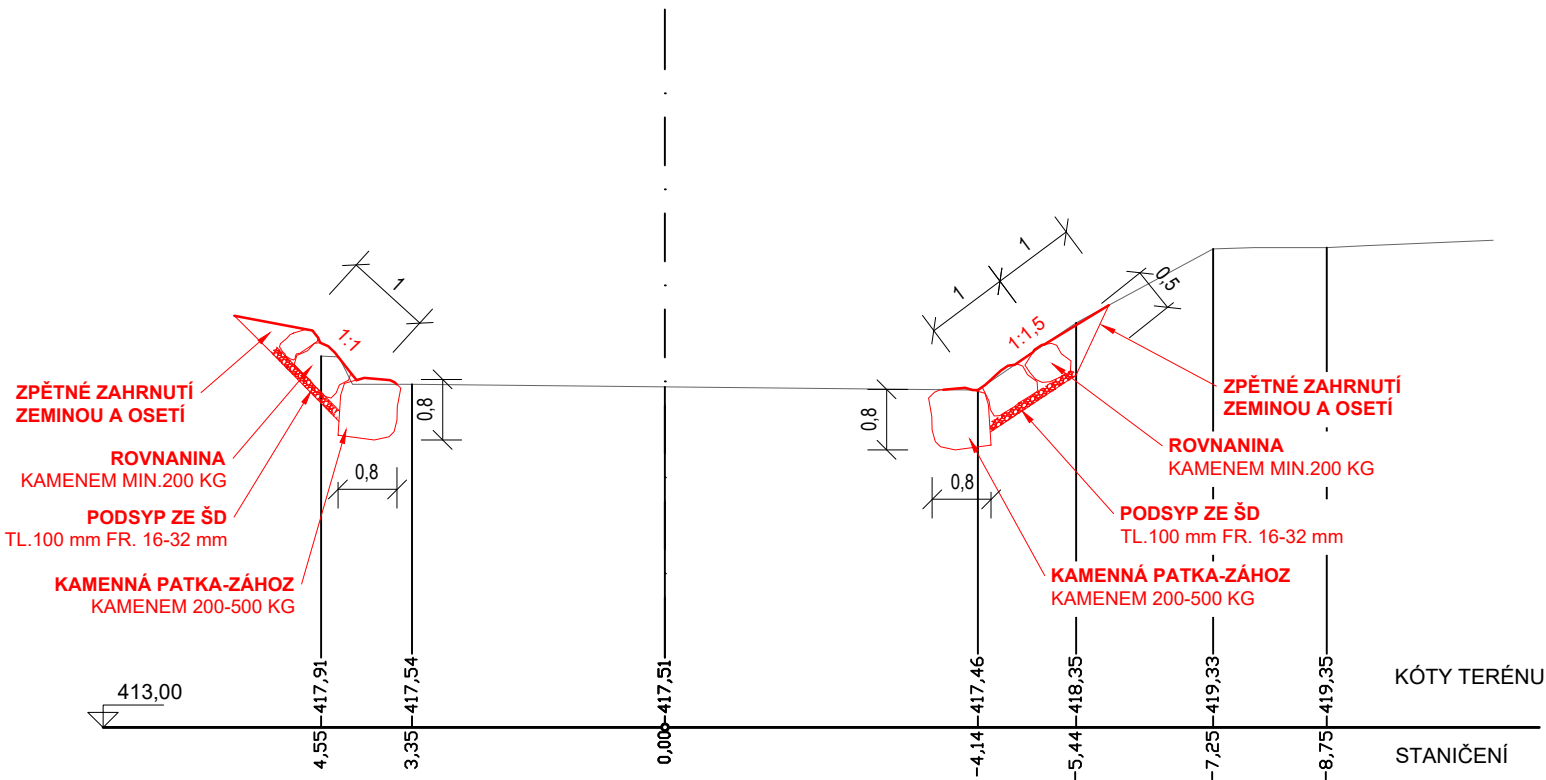 1
1:1
0,8
0,8
ZPĚTNÉ ZAHRNUTÍ
ZEMINOU A OSETÍ
ROVNANINA
KAMENEM MIN.200 KG
PODSYP ZE ŠD
TL.100 mm FR. 16-32 mm
KAMENNÁ PATKA-ZÁHOZ
KAMENEM 200-500 KG
1
1
0,5
1:1,5
0,8
0,8
ZPĚTNÉ ZAHRNUTÍ
ZEMINOU A OSETÍ
ROVNANINA
KAMENEM MIN.200 KG
PODSYP ZE ŠD
TL.100 mm FR. 16-32 mm
KAMENNÁ PATKA-ZÁHOZ
KAMENEM 200-500 KG
413,00
417,91
417,54
417,51
417,46
418,35
419,33
419,35
KÓTY TERÉNU
4,55
3,35
0,00
-4,14
-5,44
-7,25
-8,75
STANIČENÍ